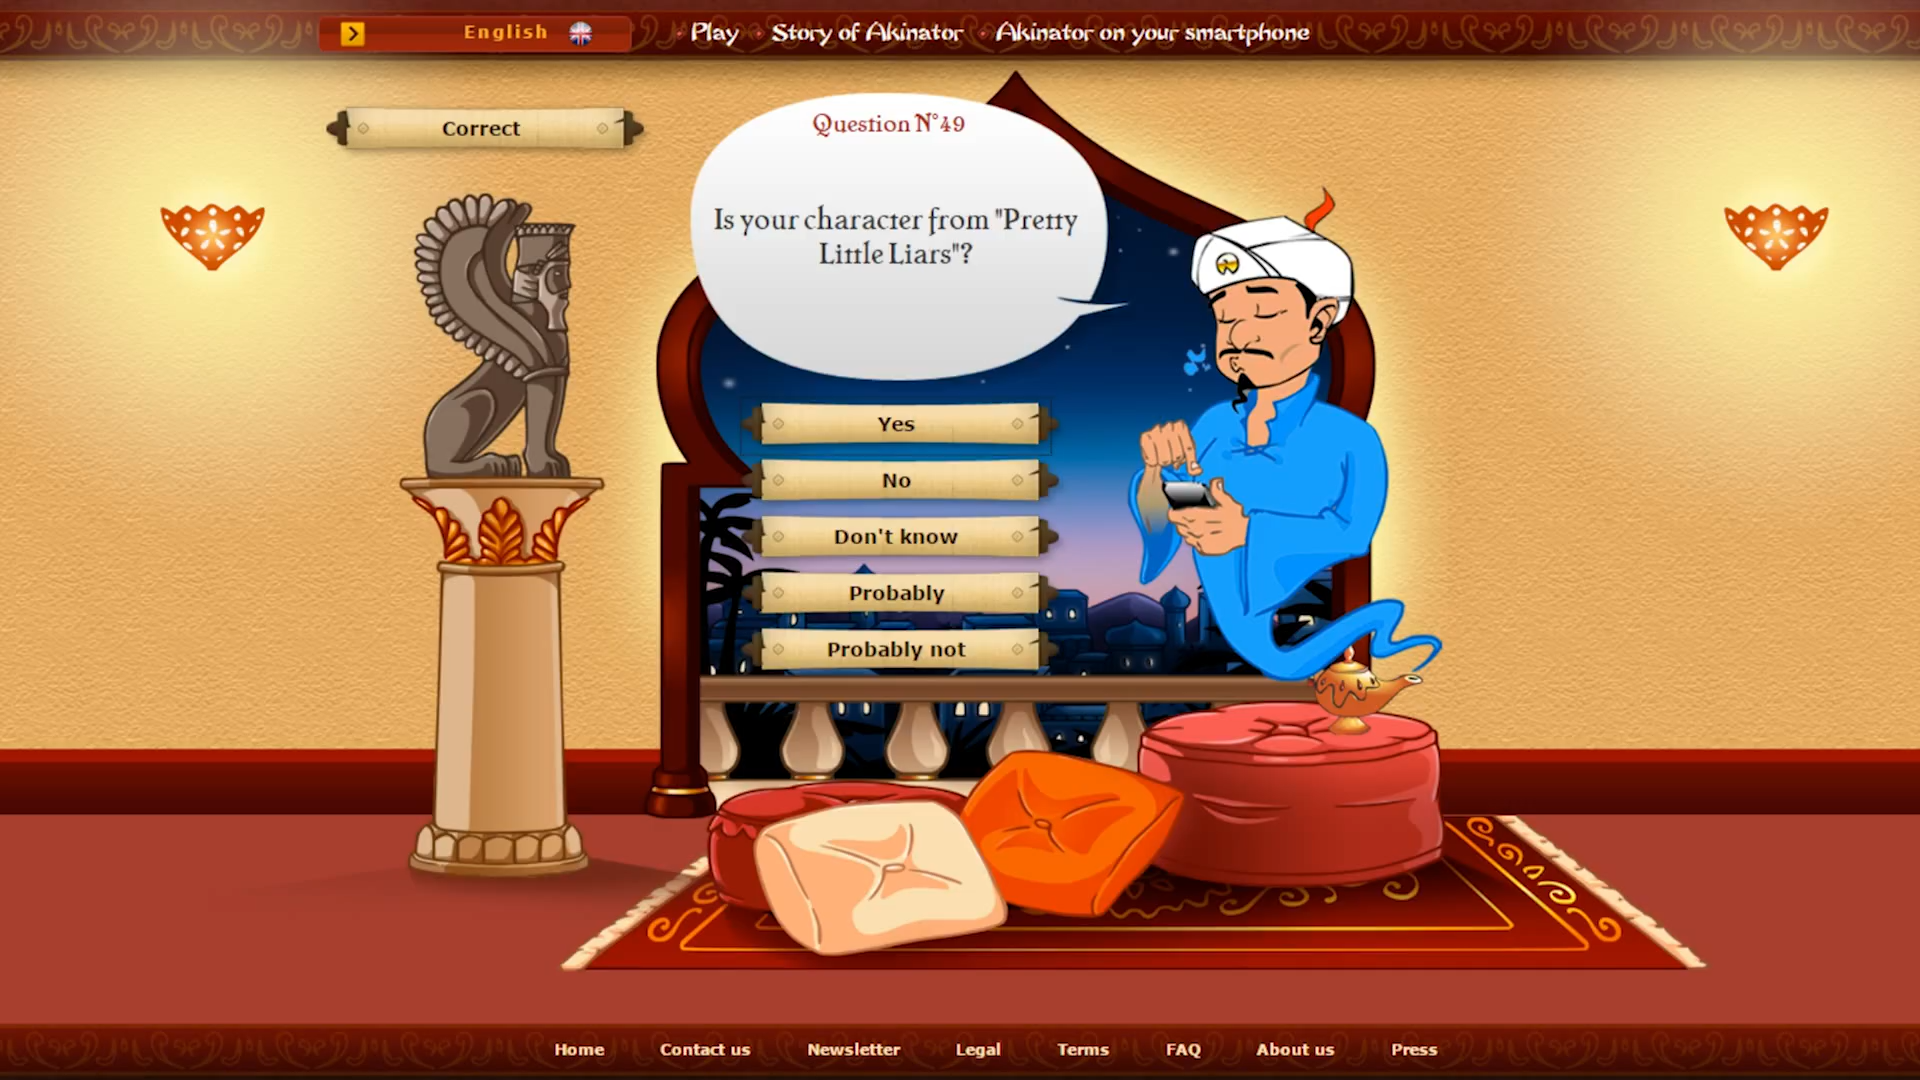 English
Play
Story of Akinator
Akinator on your smartphone
Correct
Question N°49
Is your character from "Pretty
Little Liars"?
Yes
No
Don't know
Probably
Probably not
Home
Contact us
Newsletter
Legal
Terms
FAQ
About us
Press